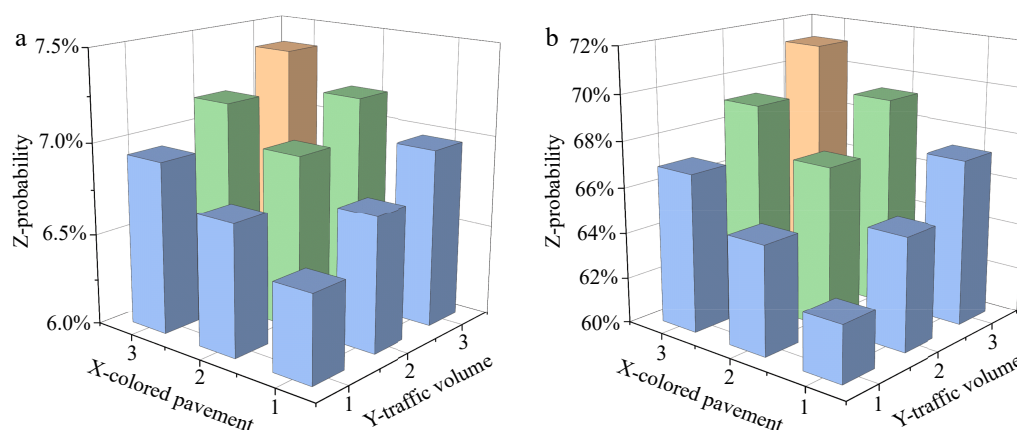 a
7.5%
7.0%
6.5%
6.0%
Z-probability
3
2
1
X-colored pavement
1
2
3
Y-traffic volume
b
72%
70%
68%
66%
64%
62%
60%
Z-probability
3
2
1
X-colored pavement
1
2
3
Y-traffic volume